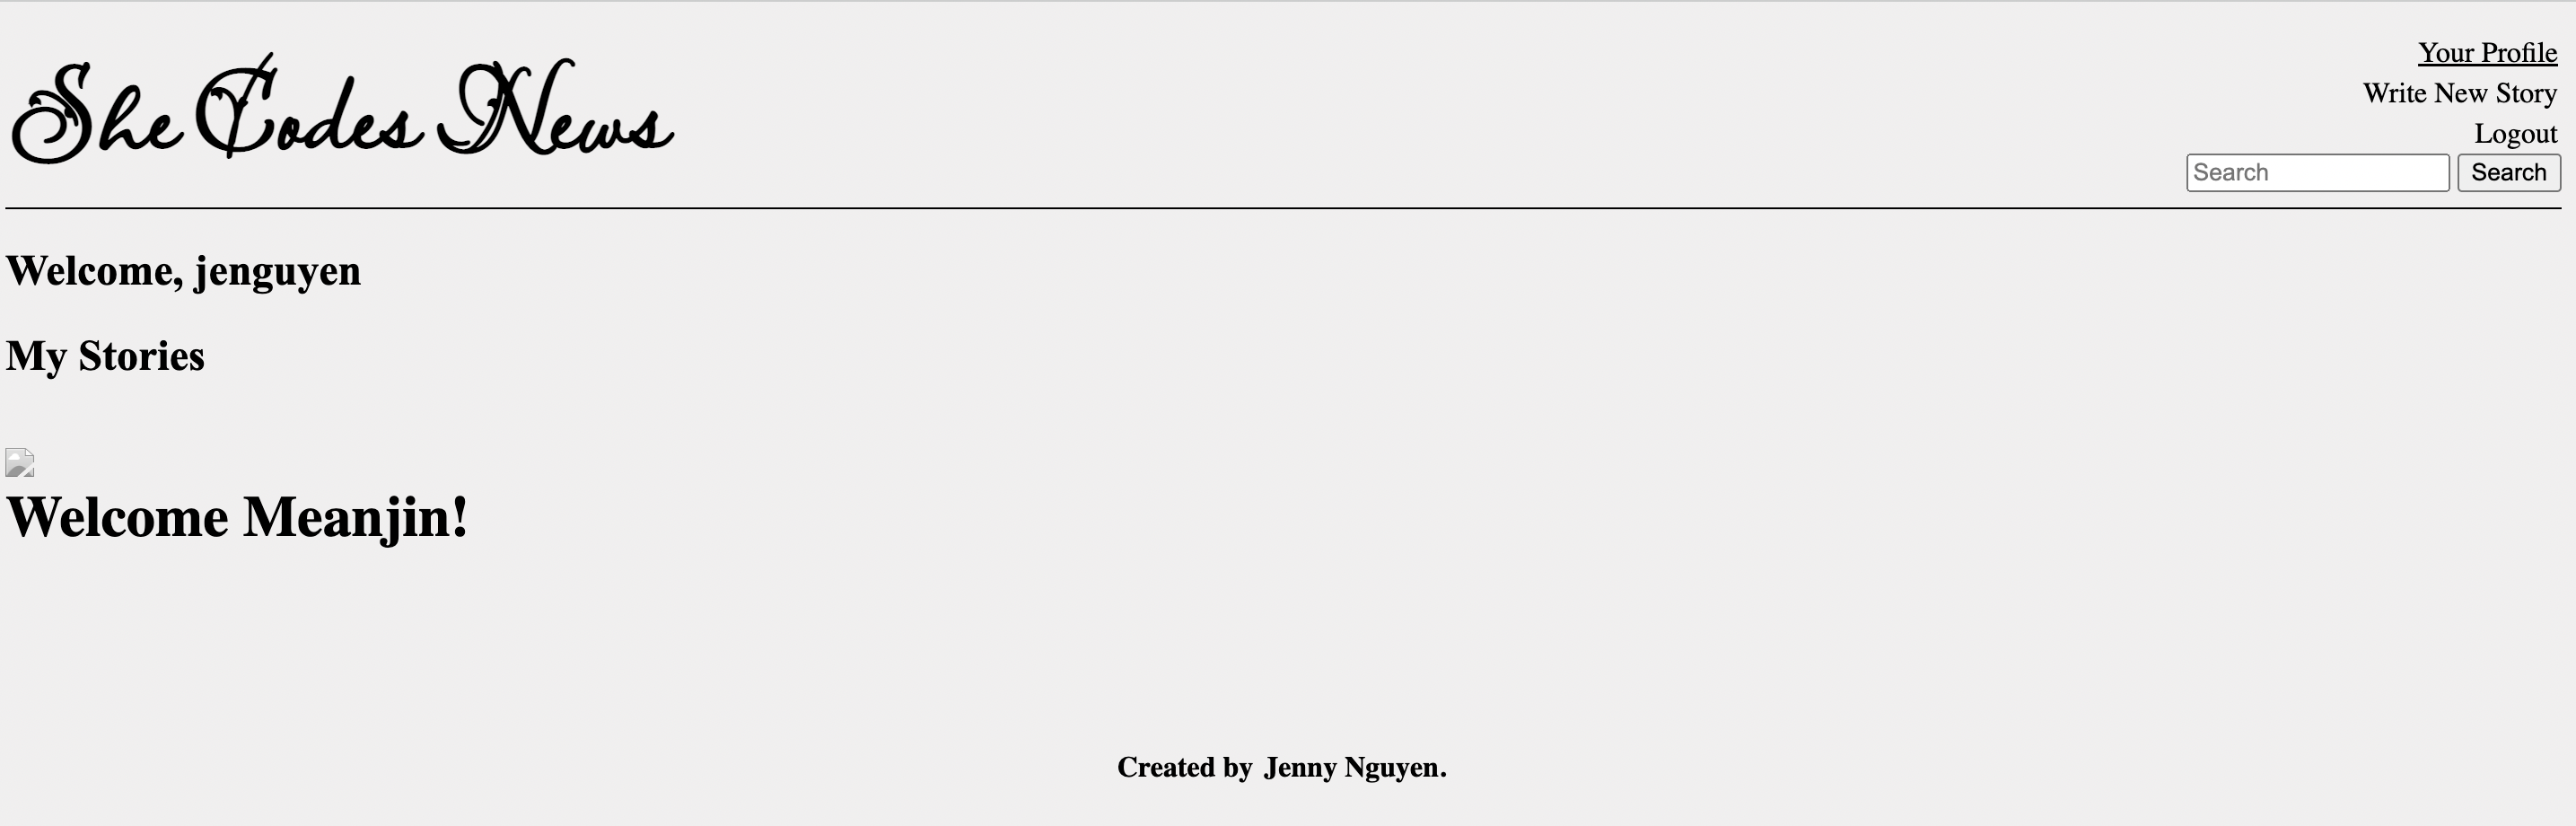 She Codes News
Your Profile
Write New Story
Logout
Search Search
Welcome, jenguyen
My Stories
Welcome Meanjin!
Created by Jenny Nguyen.